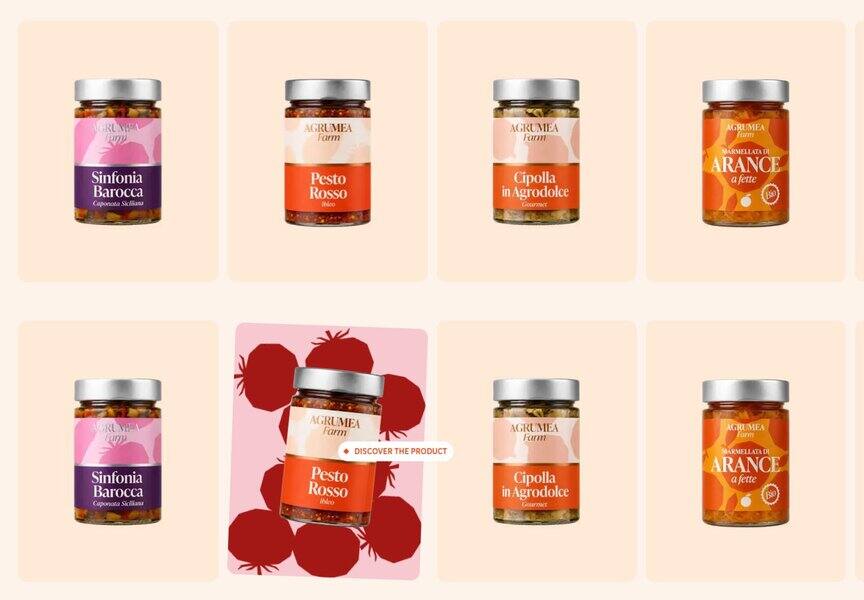 AGRUMEA
Farm
Sinfonia
Barocca
Caponata Siciliana
AGRUMEA
Farm
Pesto
Rosso
Ibleo
AGRUMEA
Farm
Cipolla
in Agrodolce
Gourmet
AGRUMEA
Farm
MARMELLATA DI
ARANCE
a fette
Bio
AGRUMEA
Farm
Sinfonia
Barocca
Caponata Siciliana
AGRUMEA
Farm
DISCOVER THE PRODUCT
Pesto
Rosso
Ibleo
AGRUMEA
Farm
Cipolla
in Agrodolce
Gourmet
AGRUMEA
Farm
MARMELLATA DI
ARANCE
a fette
Bio